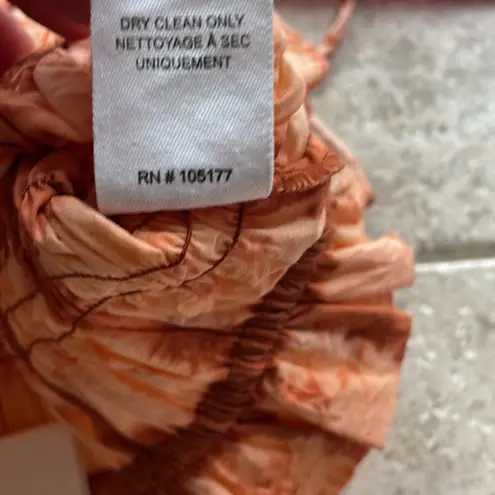 DRY CLEAN ONLY
NETTOYAGE À SEC
UNIQUEMENT
RN # 105177